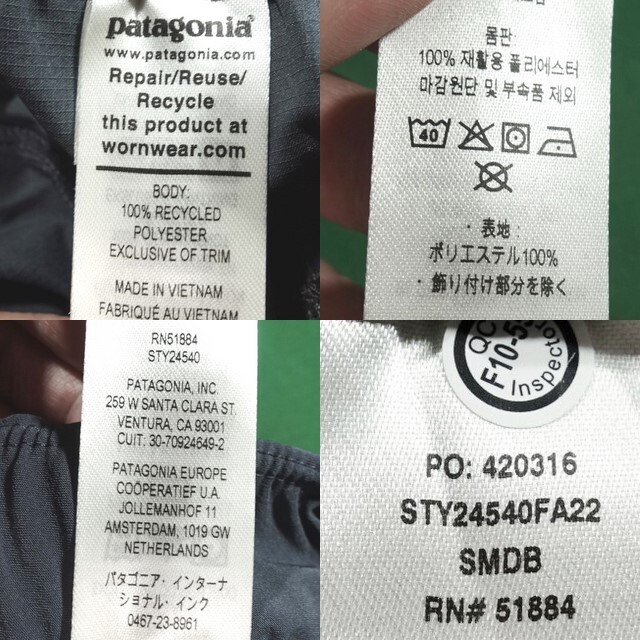 patagonia
www.patagonia.com
Repair/Reuse/
Recycle
this product at
wornwear.com
BODY:
100% RECYCLED
POLYESTER
EXCLUSIVE OF TRIM
MADE IN VIETNAM
FABRIQUÉ AU VIETNAM
몸판:
100% 재활용 폴리에스터
마감원단 및 부속품 제외
40
・表地:
ポリエステル100%
・飾り付け部分を除く
RN51884
STY24540
PATAGONIA, INC.
259 W SANTA CLARA ST.
VENTURA, CA 93001
CUIT: 30-70924649-2
PATAGONIA EUROPE
COÖPERATIEF U.A.
JOLLEMANHOF 11
AMSTERDAM, 1019 GW
NETHERLANDS
パタゴニア・インターナ
ショナル・インク
0467-23-8961
QC
F10-5
Inspector
PO: 420316
STY24540FA22
SMDB
RN# 51884